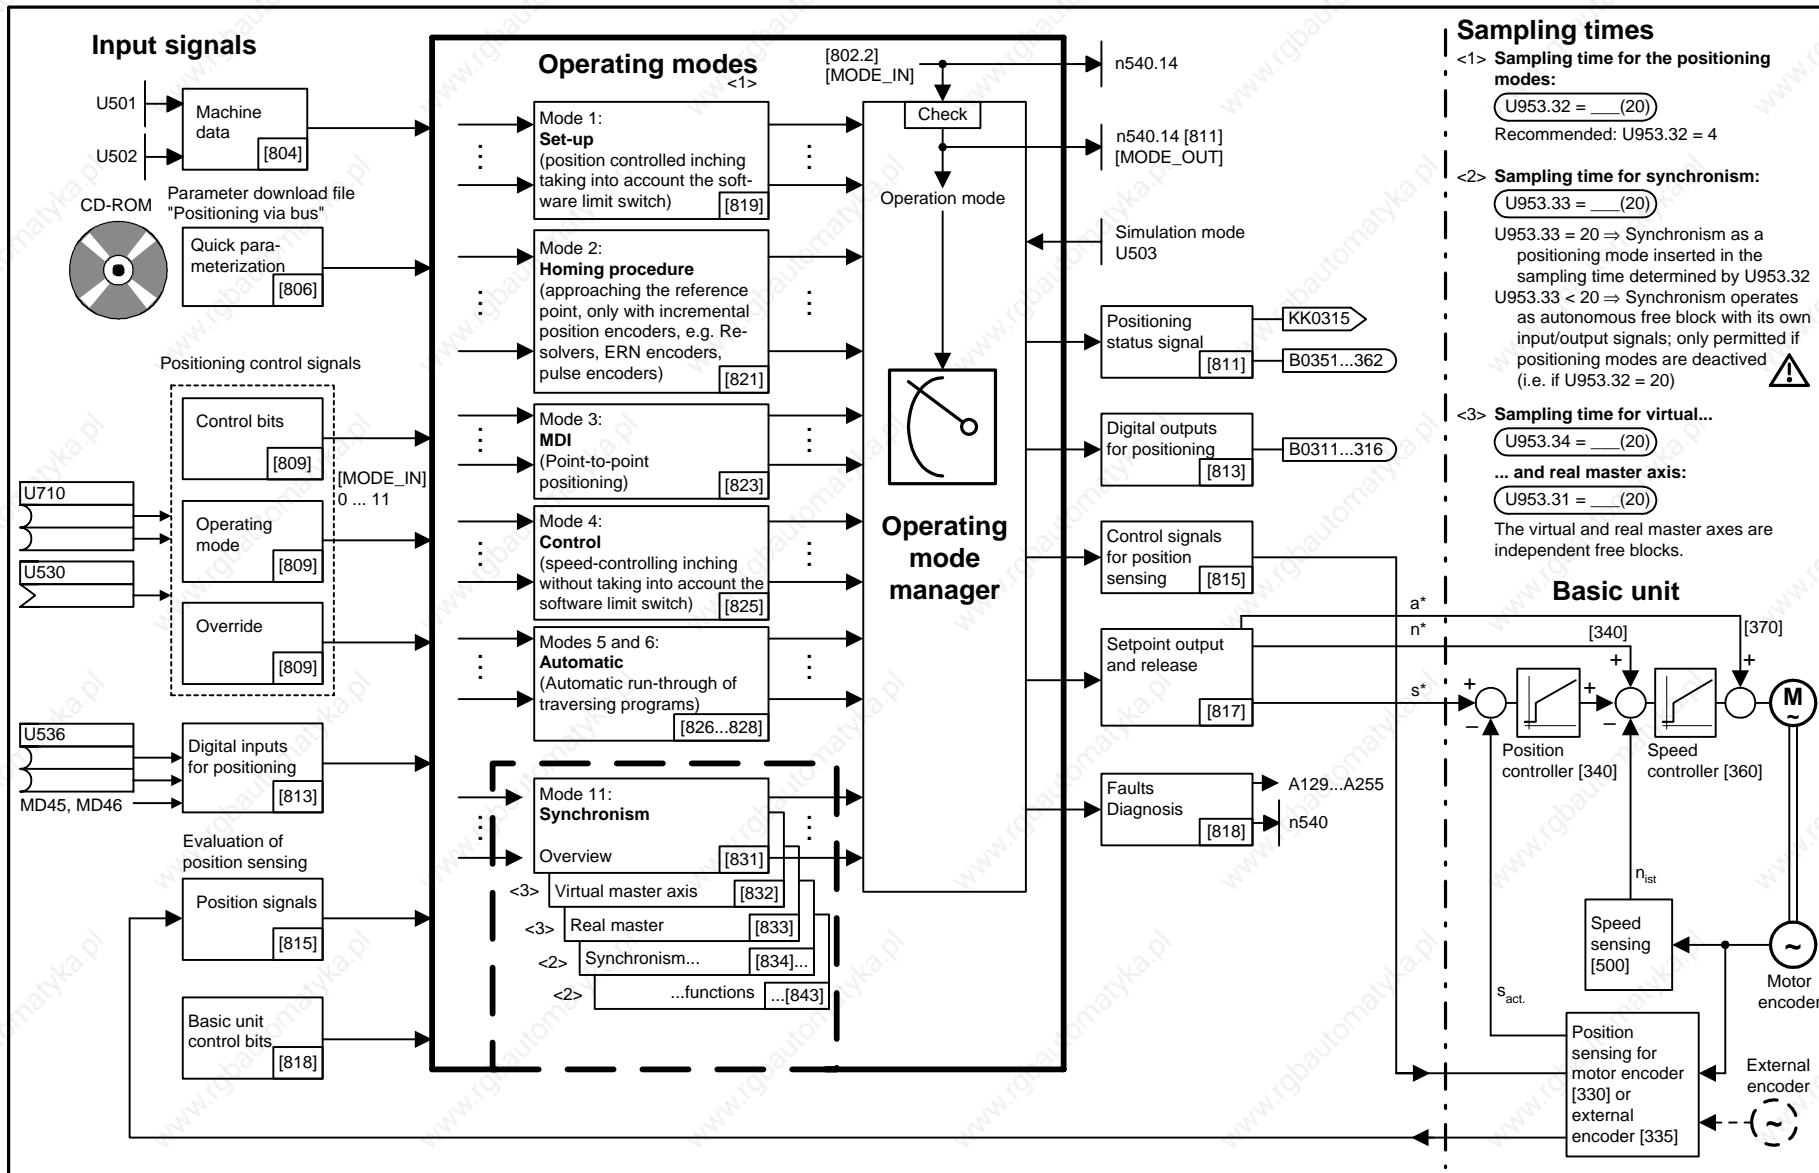 Input signals
U501
U502
Machine
data
[804]
CD-ROM
Parameter download file
"Positioning via bus"
Quick para-
meterization
[806]
Positioning control signals
Control bits
[809]
[MODE_IN]
0 ... 11
U710
Operating
mode
[809]
U530
Override
[809]
U536
MD45, MD46
Digital inputs
for positioning
[813]
Evaluation of
position sensing
Position signals
[815]
Basic unit
control bits
[818]
Operating modes
<1>
Mode 1:
Set-up
(position controlled inching
taking into account the soft-
ware limit switch)
[819]
Mode 2:
Homing procedure
(approaching the reference
point, only with incremental
position encoders, e.g. Re-
solvers, ERN encoders,
pulse encoders)
[821]
Mode 3:
MDI
(Point-to-point
positioning)
[823]
Mode 4:
Control
(speed-controlling inching
without taking into account the
software limit switch)
[825]
Modes 5 and 6:
Automatic
(Automatic run-through of
traversing programs)
[826...828]
Mode 11:
Synchronism
Overview
[831]
<3>
Virtual master axis
[832]
<3>
Real master
[833]
<2>
Synchronism...
[834]...
<2>
...functions
...[843]
[802.2]
[MODE_IN]
Check
Operation mode
Operating
mode
manager
n540.14
n540.14 [811]
[MODE_OUT]
Simulation mode
U503
Positioning
status signal
[811]
KK0315
B0351...362
Digital outputs
for positioning
[813]
B0311...316
Control signals
for position
sensing
[815]
Setpoint output
and release
[817]
a*
n*
s*
Faults
Diagnosis
[818]
A129...A255
n540
Sampling times
<1> Sampling time for the positioning
modes:
U953.32 = ___(20)
Recommended: U953.32 = 4
<2> Sampling time for synchronism:
U953.33 = ___(20)
U953.33 = 20 ⇒ Synchronism as a
positioning mode inserted in the
sampling time determined by U953.32
U953.33 < 20 ⇒ Synchronism operates
as autonomous free block with its own
input/output signals; only permitted if
positioning modes are deactived
(i.e. if U953.32 = 20)
<3> Sampling time for virtual...
U953.34 = ___(20)
... and real master axis:
U953.31 = ___(20)
The virtual and real master axes are
independent free blocks.
Basic unit
[340]
[370]
+
−
+
+
−
+
M
~
Position
controller [340]
Speed
controller [360]
nist
Speed
sensing
[500]
~
Motor
encoder
sact.
Position
sensing for
motor encoder
[330] or
external
encoder [335]
External
encoder
~
www.rgbautomatyka.pl